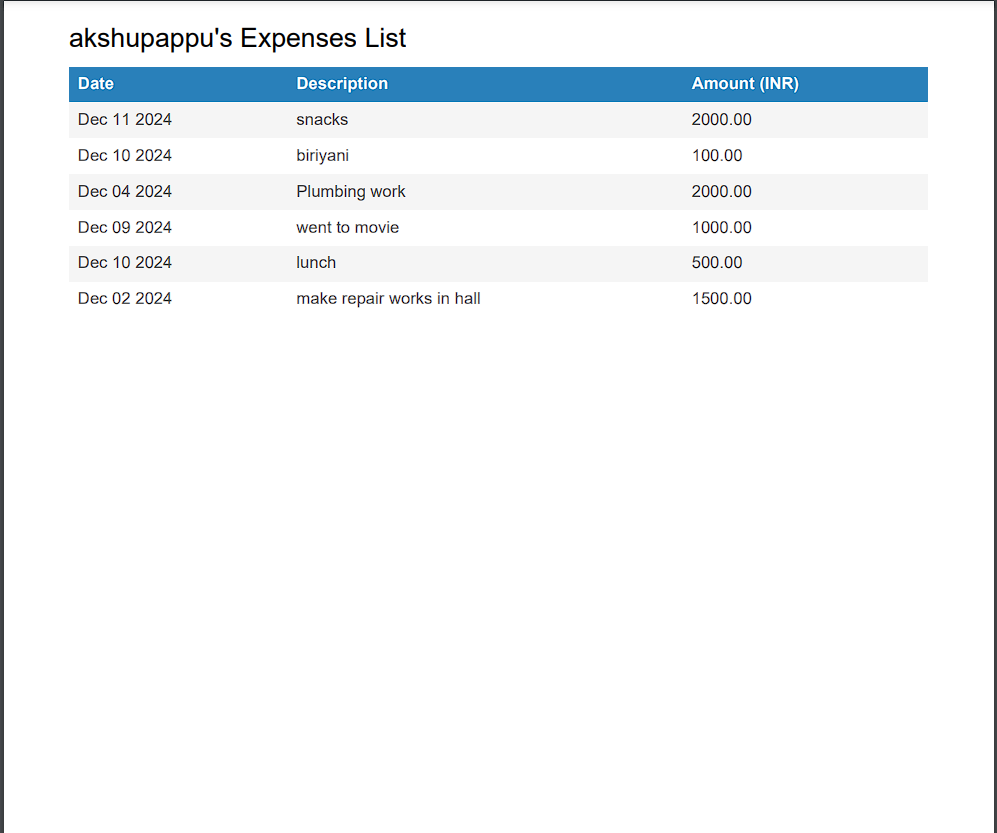 akshupappu's Expenses List
Date Description Amount (INR)
Dec 11 2024 snacks 2000.00
Dec 10 2024 biriyani 100.00
Dec 04 2024 Plumbing work 2000.00
Dec 09 2024 went to movie 1000.00
Dec 10 2024 lunch 500.00
Dec 02 2024 make repair works in hall 1500.00